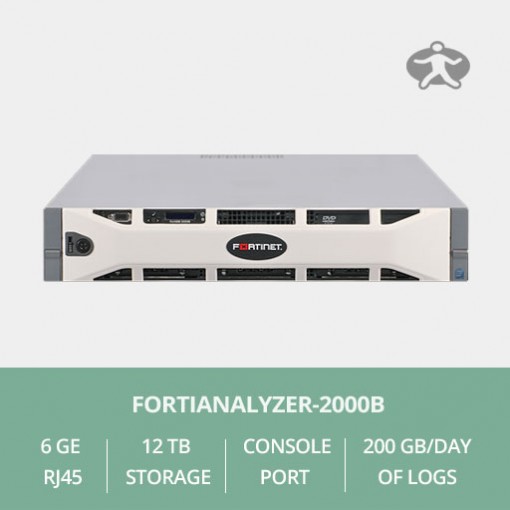 DVD
FORTINET
FORTIANALYZER-2000B
6 GE
RJ45
12 TB
STORAGE
CONSOLE
PORT
200 GB/DAY
OF LOGS